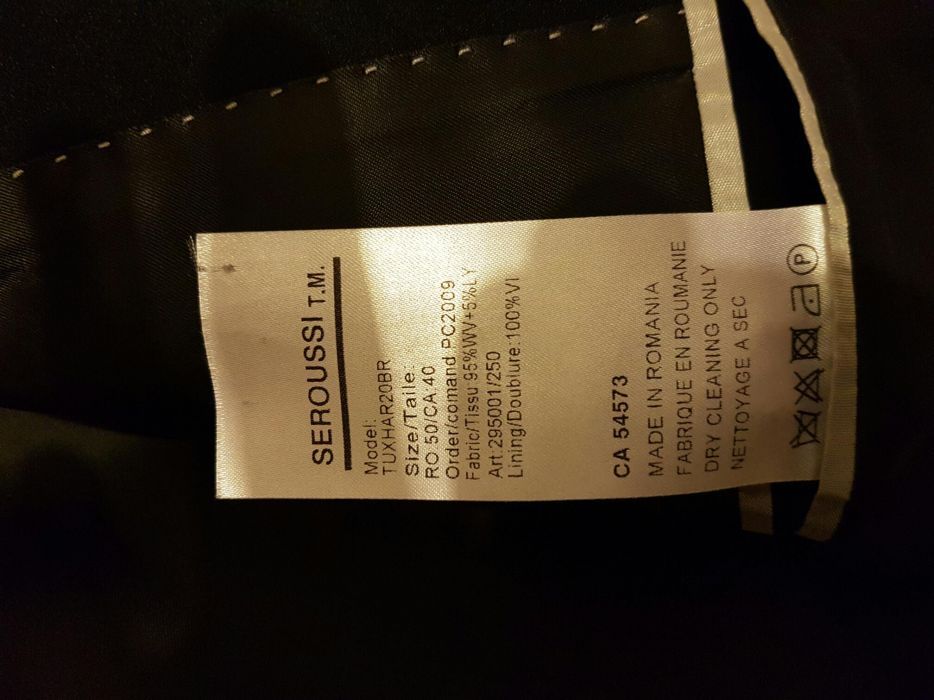 SEROUSSI T.M.
Model:
TUXHAR20BR
Size/Taile:
RO 50/CA:40
Order/comand PC2009
Fabric/Tissu 95%WV+5%LY
Art:295001/250
Lining/Doublure:100%VI
CA 54573
MADE IN ROMANIA
FABRIQUE EN ROUMANIE
DRY CLEANING ONLY
NETTOYAGE A SEC
P